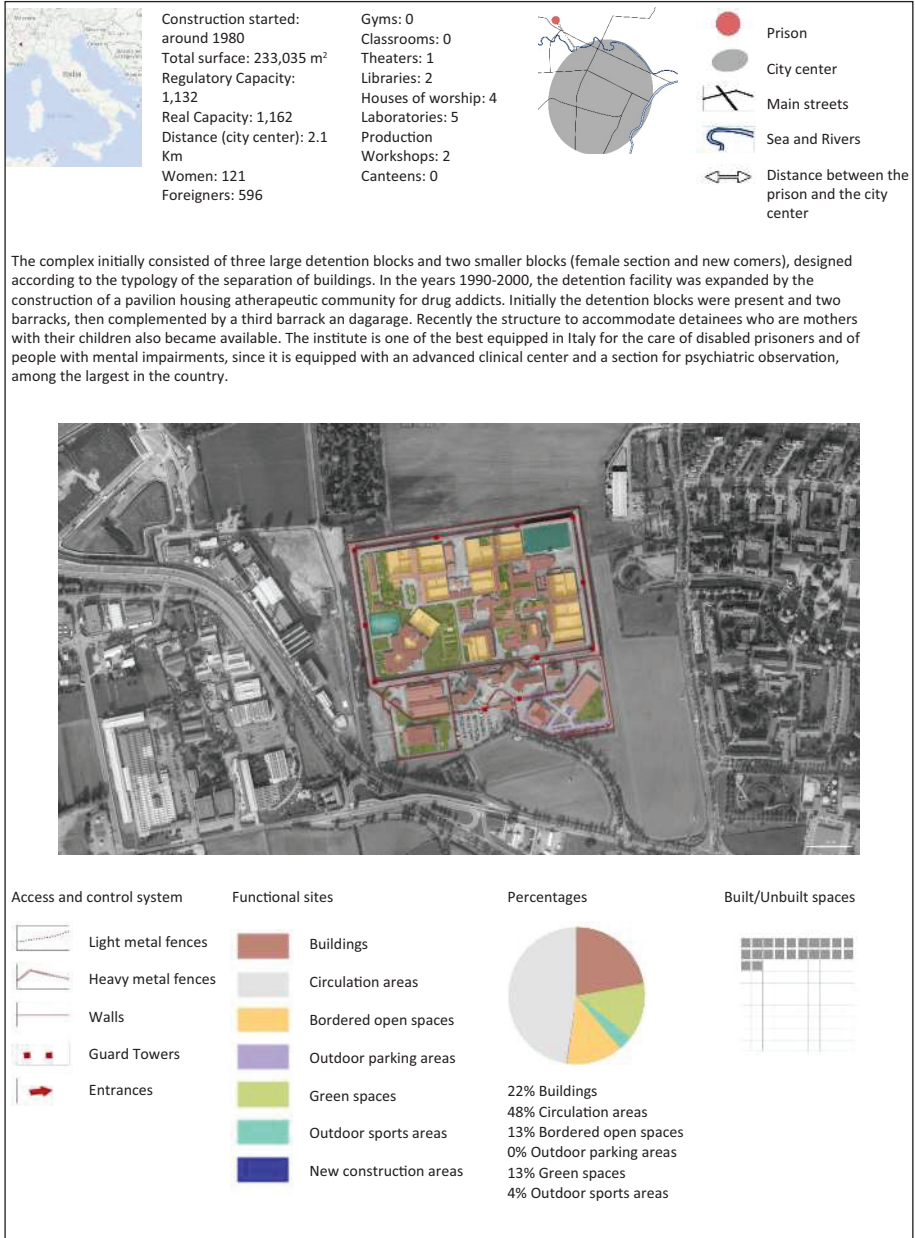 Italia
Construction started:
around 1980
Total surface: 233,035 m²
Regulatory Capacity:
1,132
Real Capacity: 1,162
Distance (city center): 2.1
Km
Women: 121
Foreigners: 596
Gyms: 0
Classrooms: 0
Theaters: 1
Libraries: 2
Houses of worship: 4
Laboratories: 5
Production
Workshops: 2
Canteens: 0
Prison
City center
Main streets
Sea and Rivers
Distance between the
prison and the city
center
The complex initially consisted of three large detention blocks and two smaller blocks (female section and new comers), designed
according to the typology of the separation of buildings. In the years 1990-2000, the detention facility was expanded by the
construction of a pavilion housing atherapeutic community for drug addicts. Initially the detention blocks were present and two
barracks, then complemented by a third barrack an dagarage. Recently the structure to accommodate detainees who are mothers
with their children also became available. The institute is one of the best equipped in Italy for the care of disabled prisoners and of
people with mental impairments, since it is equipped with an advanced clinical center and a section for psychiatric observation,
among the largest in the country.
Access and control system
Light metal fences
Heavy metal fences
Walls
Guard Towers
Entrances
Functional sites
Buildings
Circulation areas
Bordered open spaces
Outdoor parking areas
Green spaces
Outdoor sports areas
New construction areas
Percentages
22% Buildings
48% Circulation areas
13% Bordered open spaces
0% Outdoor parking areas
13% Green spaces
4% Outdoor sports areas
Built/Unbuilt spaces